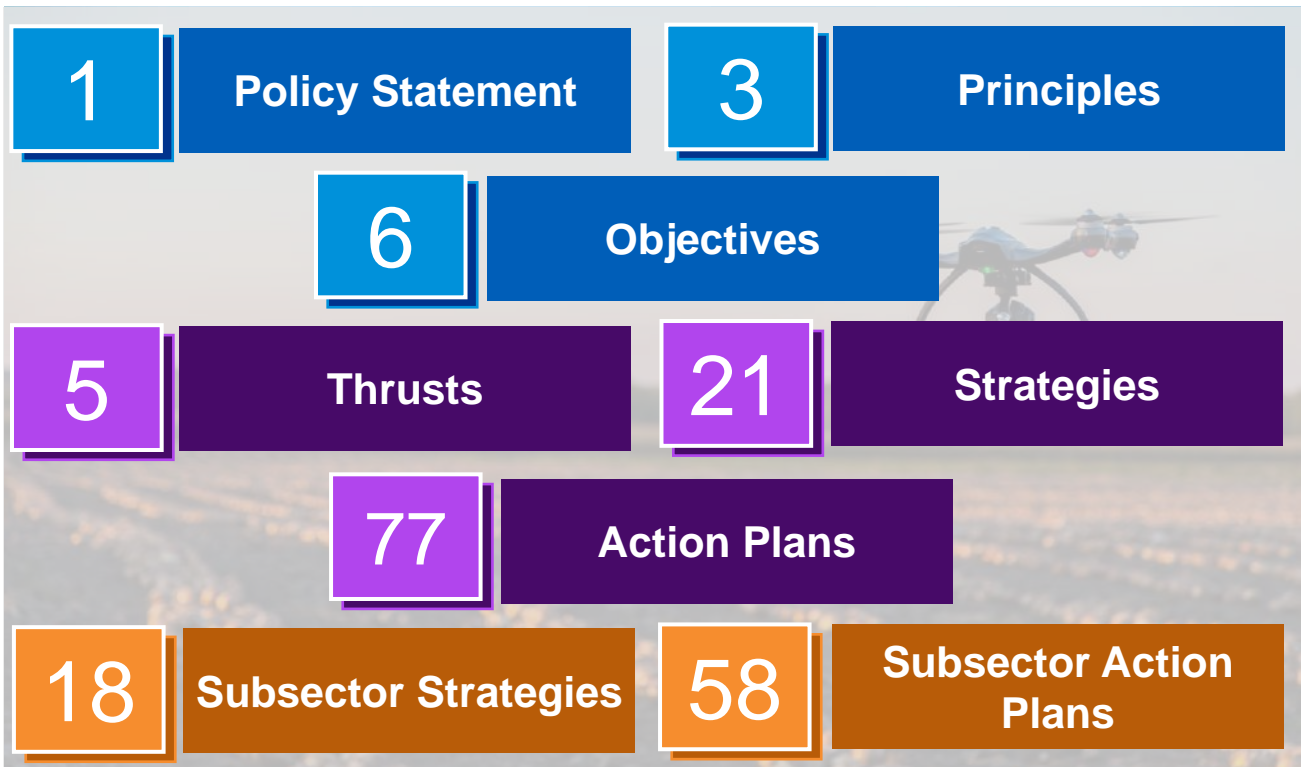 1
Policy Statement
3
Principles
6
Objectives
5
Thrusts
21
Strategies
77
Action Plans
18
Subsector Strategies
58
Subsector Action
Plans